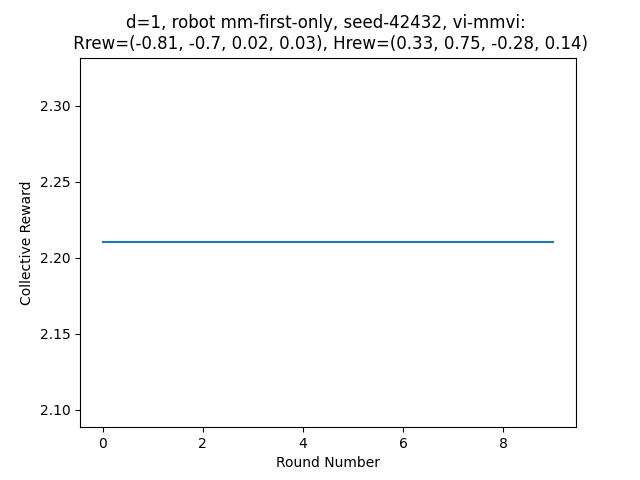 d=1, robot mm-first-only, seed-42432, vi-mmvi:
Rrew=(-0.81, -0.7, 0.02, 0.03), Hrew=(0.33, 0.75, -0.28, 0.14)
2.30
2.25
2.20
2.15
2.10
Collective Reward
0 2 4 6 8
Round Number